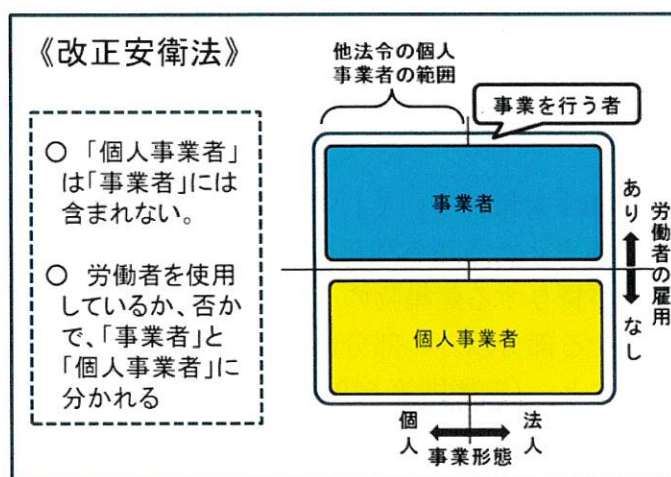 《改正安衛法》
○ 「個人事業者」
は「事業者」には
含まれない。
○ 労働者を使用
しているか、否か
で、「事業者」と
「個人事業者」に
分かれる
他法令の個人
事業者の範囲
事業を行う者
事業者
個人事業者
あり
なし
労働者の雇用
個人
法人
事業形態